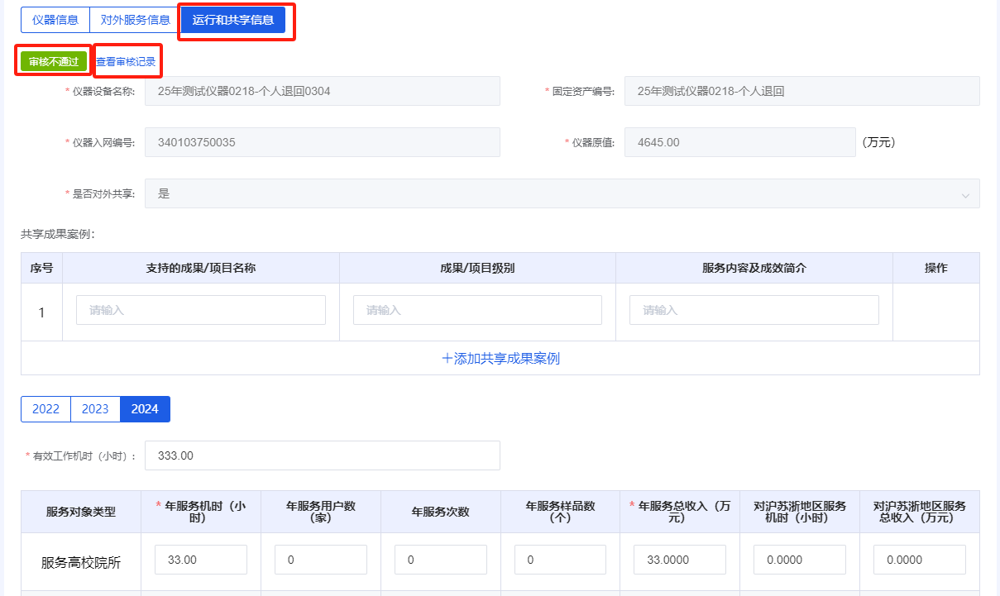 仪器信息 对外服务信息 运行和共享信息
审核不通过 查看审核记录
* 仪器设备名称: 25年测试仪器0218-个人退回0304 * 固定资产编号: 25年测试仪器0218-个人退回
* 仪器入网编号: 340103750035 * 仪器原值: 4645.00 (万元)
* 是否对外共享: 是
共享成果案例:
序号 支持的成果/项目名称 成果/项目级别 服务内容及成效简介 操作
1 请输入 请输入 请输入
+添加共享成果案例
2022 2023 2024
* 有效工作机时（小时）: 333.00
服务对象类型 * 年服务机时（小时） 年服务用户数（家） 年服务次数 年服务样品数（个） * 年服务总收入（万元） 对沪苏浙地区服务机时（小时） 对沪苏浙地区服务总收入（万元）
服务高校院所 33.00 0 0 0 33.0000 0.0000 0.0000